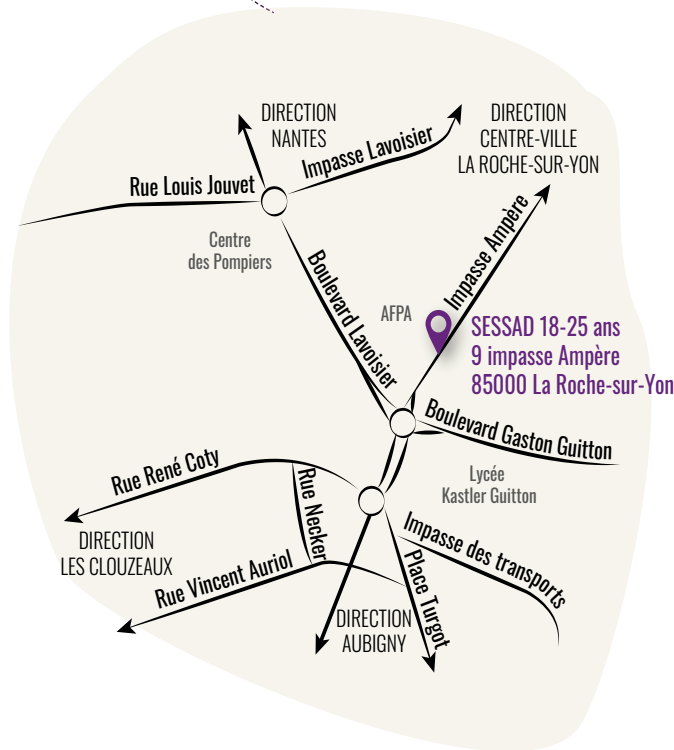 DIRECTION
NANTES
DIRECTION
CENTRE-VILLE
LA ROCHE-SUR-YON
Impasse Lavoisier
Rue Louis Jouvet
Centre
des Pompiers
Impasse Ampère
Boulevard Lavoisier
AFPA
SESSAD 18-25 ans
9 impasse Ampère
85000 La Roche-sur-Yon
Boulevard Gaston Guitton
Rue René Coty
Rue Necker
Lycée
Kastler Guitton
DIRECTION
LES CLOUZEAUX
Impasse des transports
Rue Vincent Auriol
Place Turgot
DIRECTION
AUBIGNY